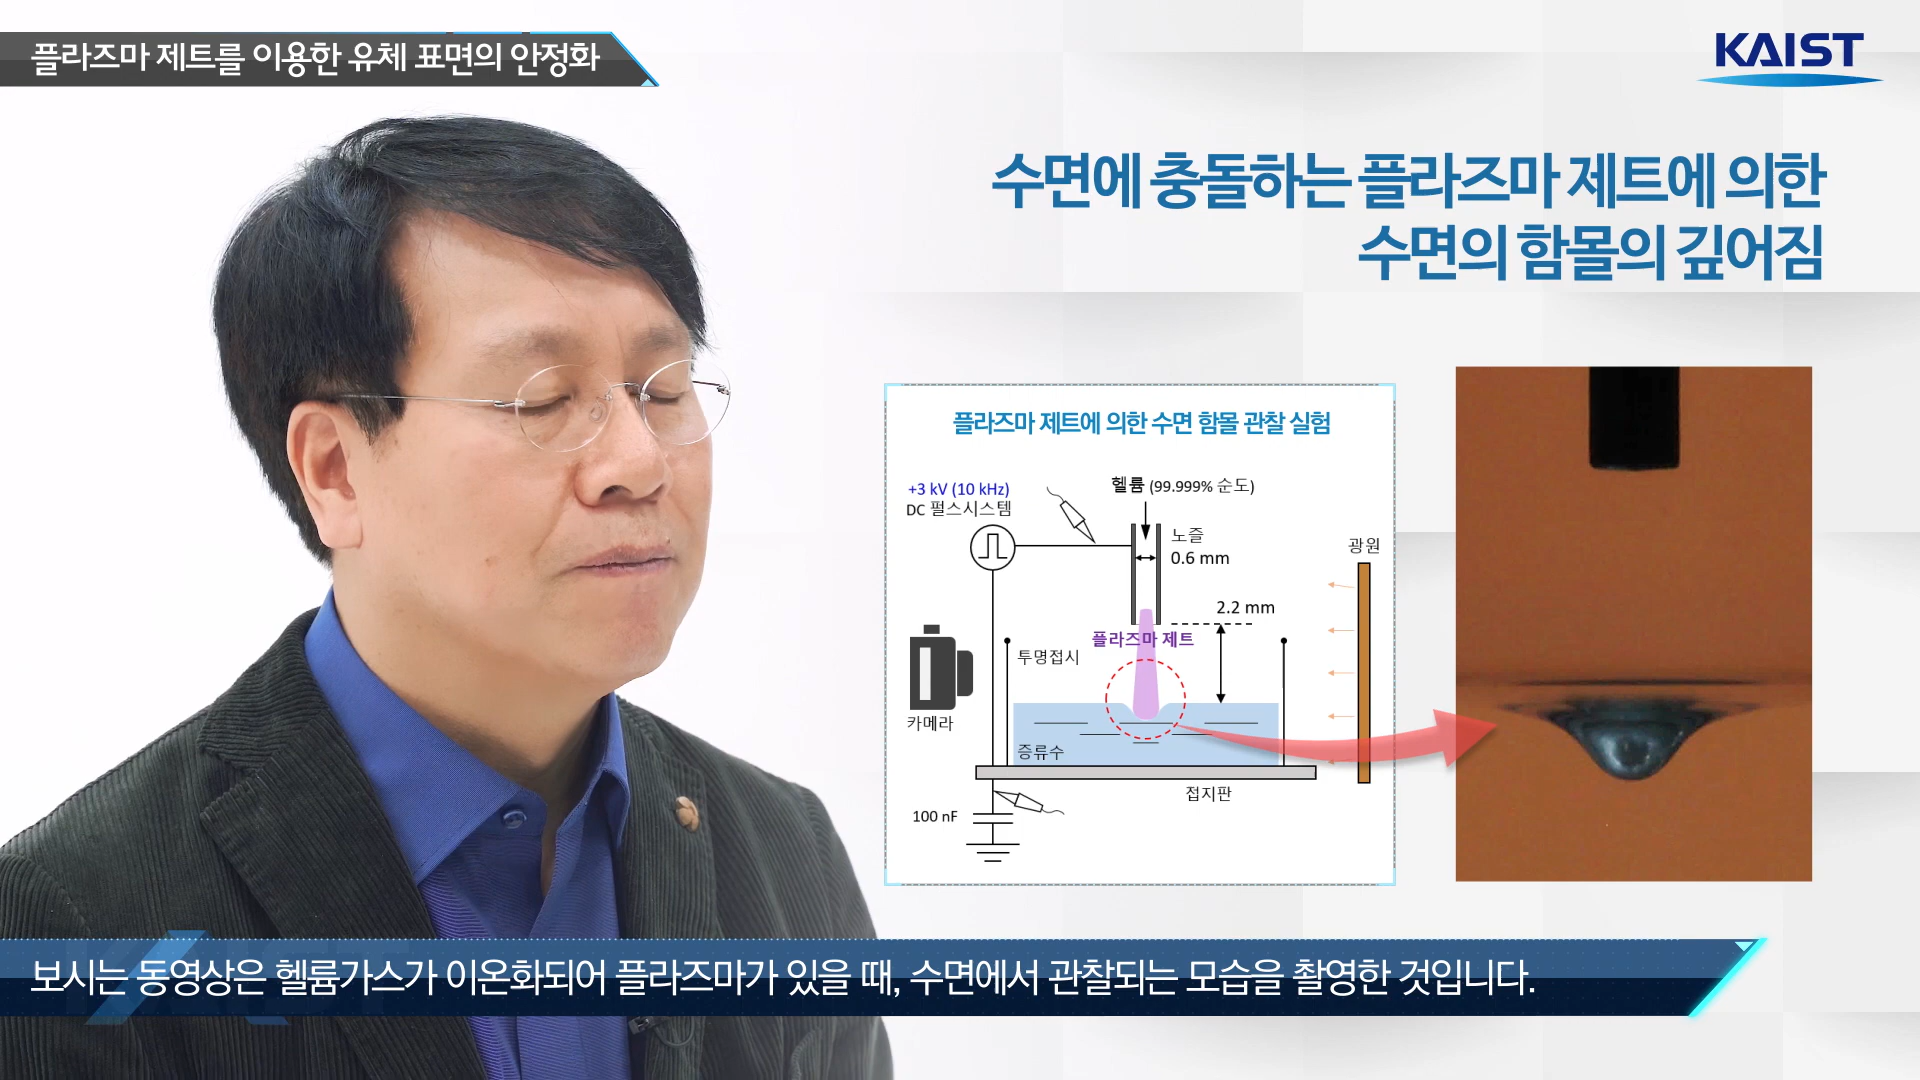 플라즈마 제트를 이용한 유체 표면의 안정화
KAIST
수면에 충돌하는 플라즈마 제트에 의한
수면의 함몰의 깊어짐
플라즈마 제트에 의한 수면 함몰 관찰 실험
+3 kV (10 kHz)
DC 펄스시스템
헬륨 (99.999% 순도)
노즐
0.6 mm
광원
2.2 mm
플라즈마 제트
투명접시
카메라
증류수
접지판
100 nF
보시는 동영상은 헬륨가스가 이온화되어 플라즈마가 있을 때, 수면에서 관찰되는 모습을 촬영한 것입니다.